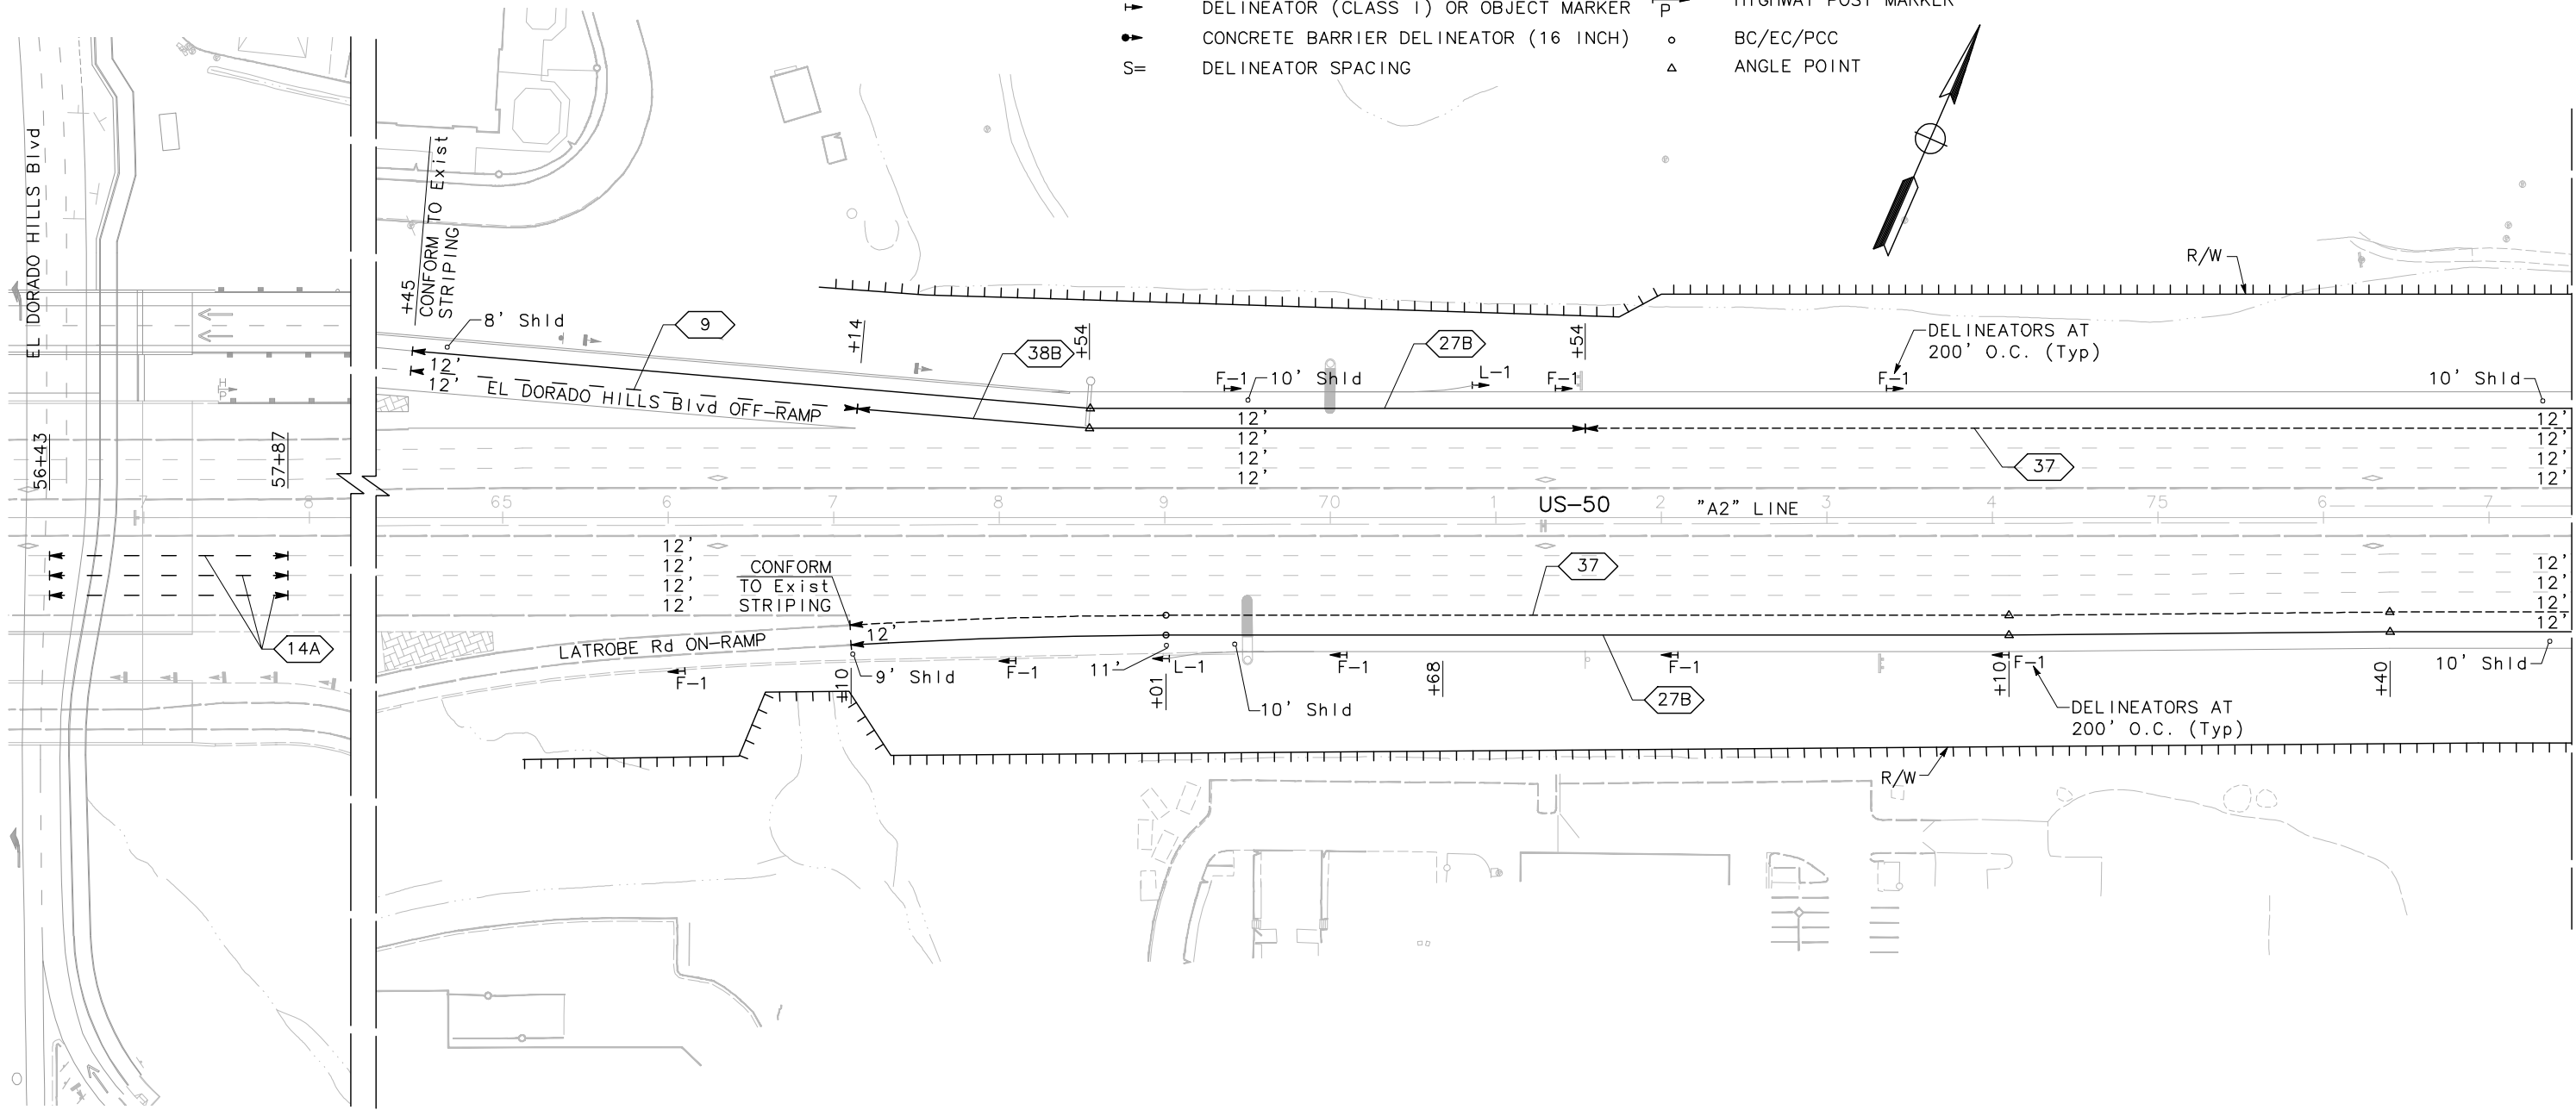 DELINEATOR (CLASS 1) OR OBJECT MARKER
P HIGHWAY POST MARKER
CONCRETE BARRIER DELINEATOR (16 INCH)
BC/EC/PCC
S= DELINEATOR SPACING
ANGLE POINT
EL DORADO HILLS Blvd
+45
CONFORM TO Exist
STRIPING
8' Shld
9
+14
38B
+54
27B
+54
R/W
DELINEATORS AT
200' O.C. (Typ)
12'
12'
EL DORADO HILLS Blvd OFF-RAMP
F-1
10' Shld
L-1
F-1
F-1
10' Shld
H
P
12'
12'
12'
12'
12'
12'
12'
12'
37
56+43
57+87
7
8
65
6
7
8
9
70
1
US-50
2
"A2" LINE
3
4
75
6
7
12'
12'
12'
12'
CONFORM
TO Exist
STRIPING
37
12'
12'
12'
12'
14A
LATROBE Rd ON-RAMP
12'
F-1
9' Shld
+10
F-1
11'
L-1
+01
10' Shld
F-1
+68
27B
F-1
+10
F-1
DELINEATORS AT
200' O.C. (Typ)
+40
10' Shld
R/W